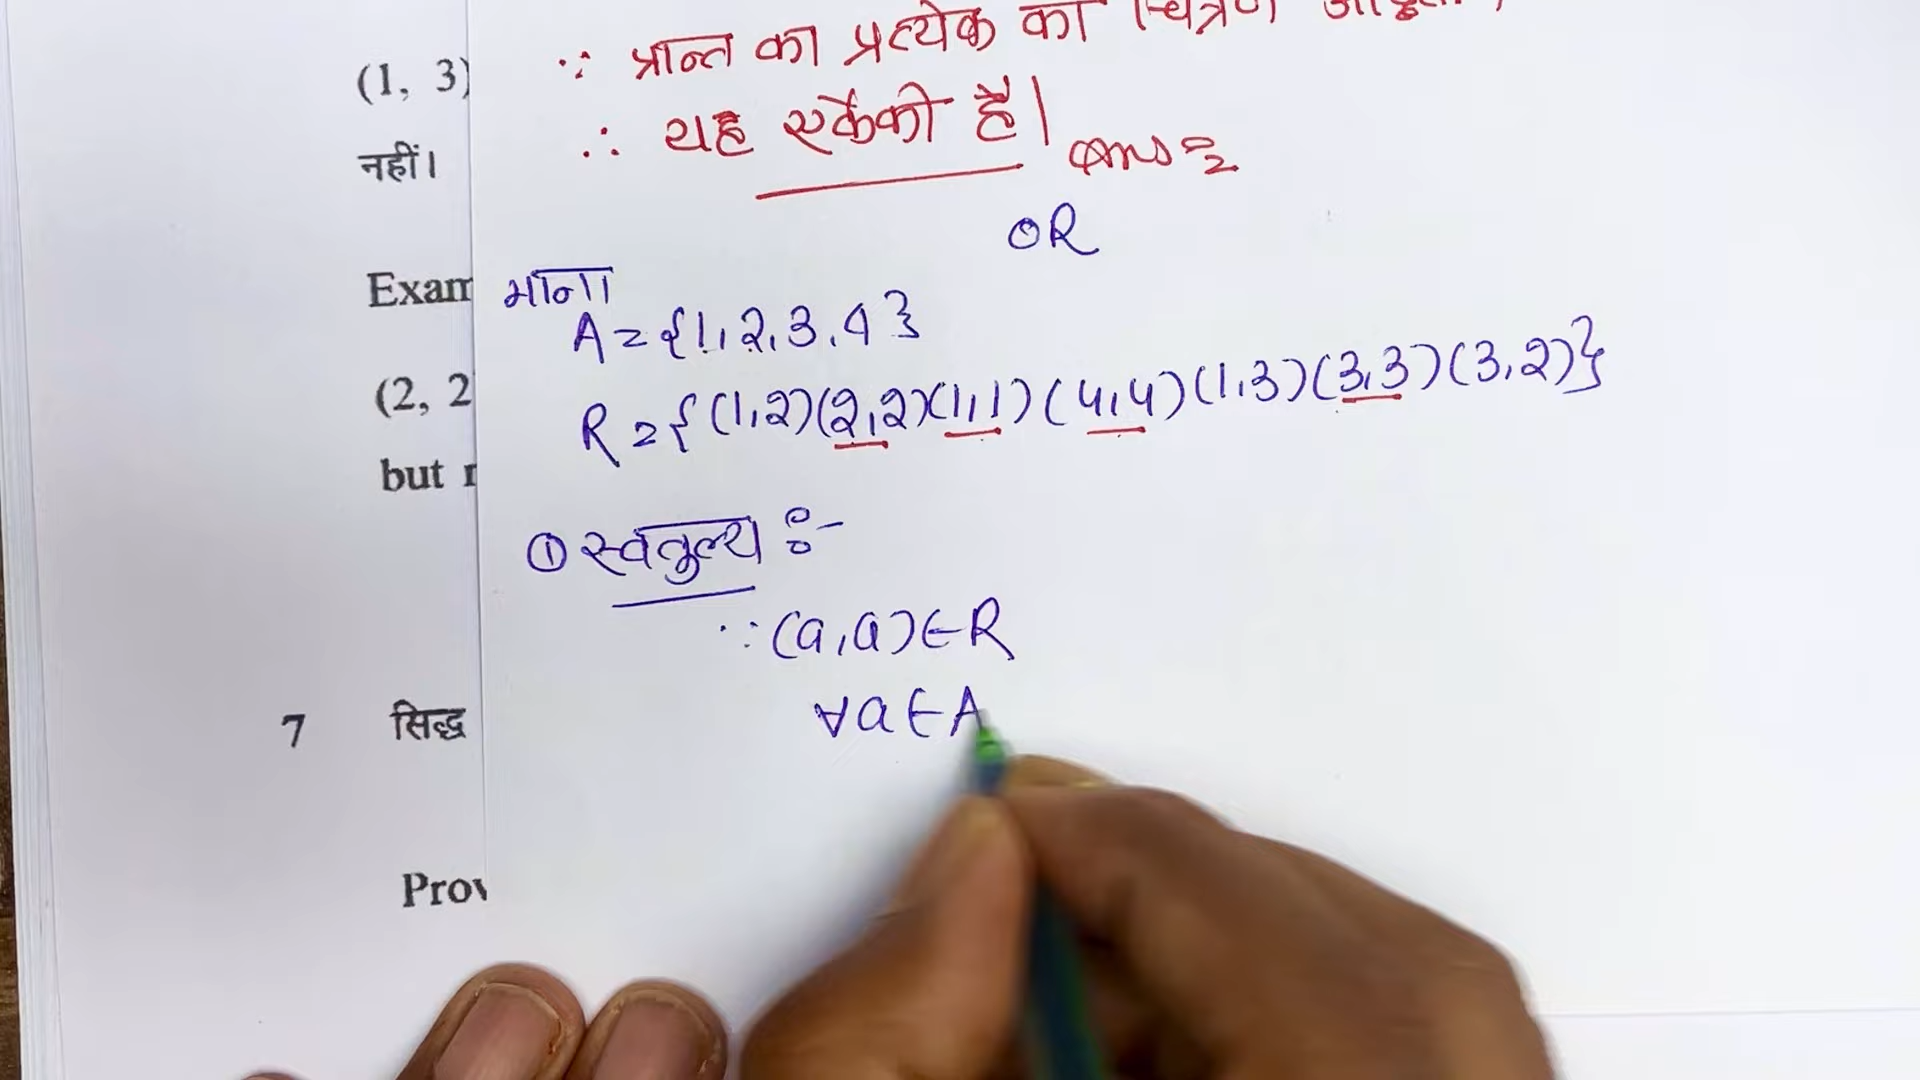 ∵ प्रान्त का प्रत्येक का
∴ यह एकैकी है। Ans
OR
(1, 3)
नहीं।
Exam
(2, 2
but
7 सिद्ध
Prov
माना
A = {1, 2, 3, 4}
R = {(1,2)(2,2)(1,1)(4,4)(1,3)(3,3)(3,2)}
① स्वतुल्य :-
∵ (a,a) ∈ R
∀ a ∈ A